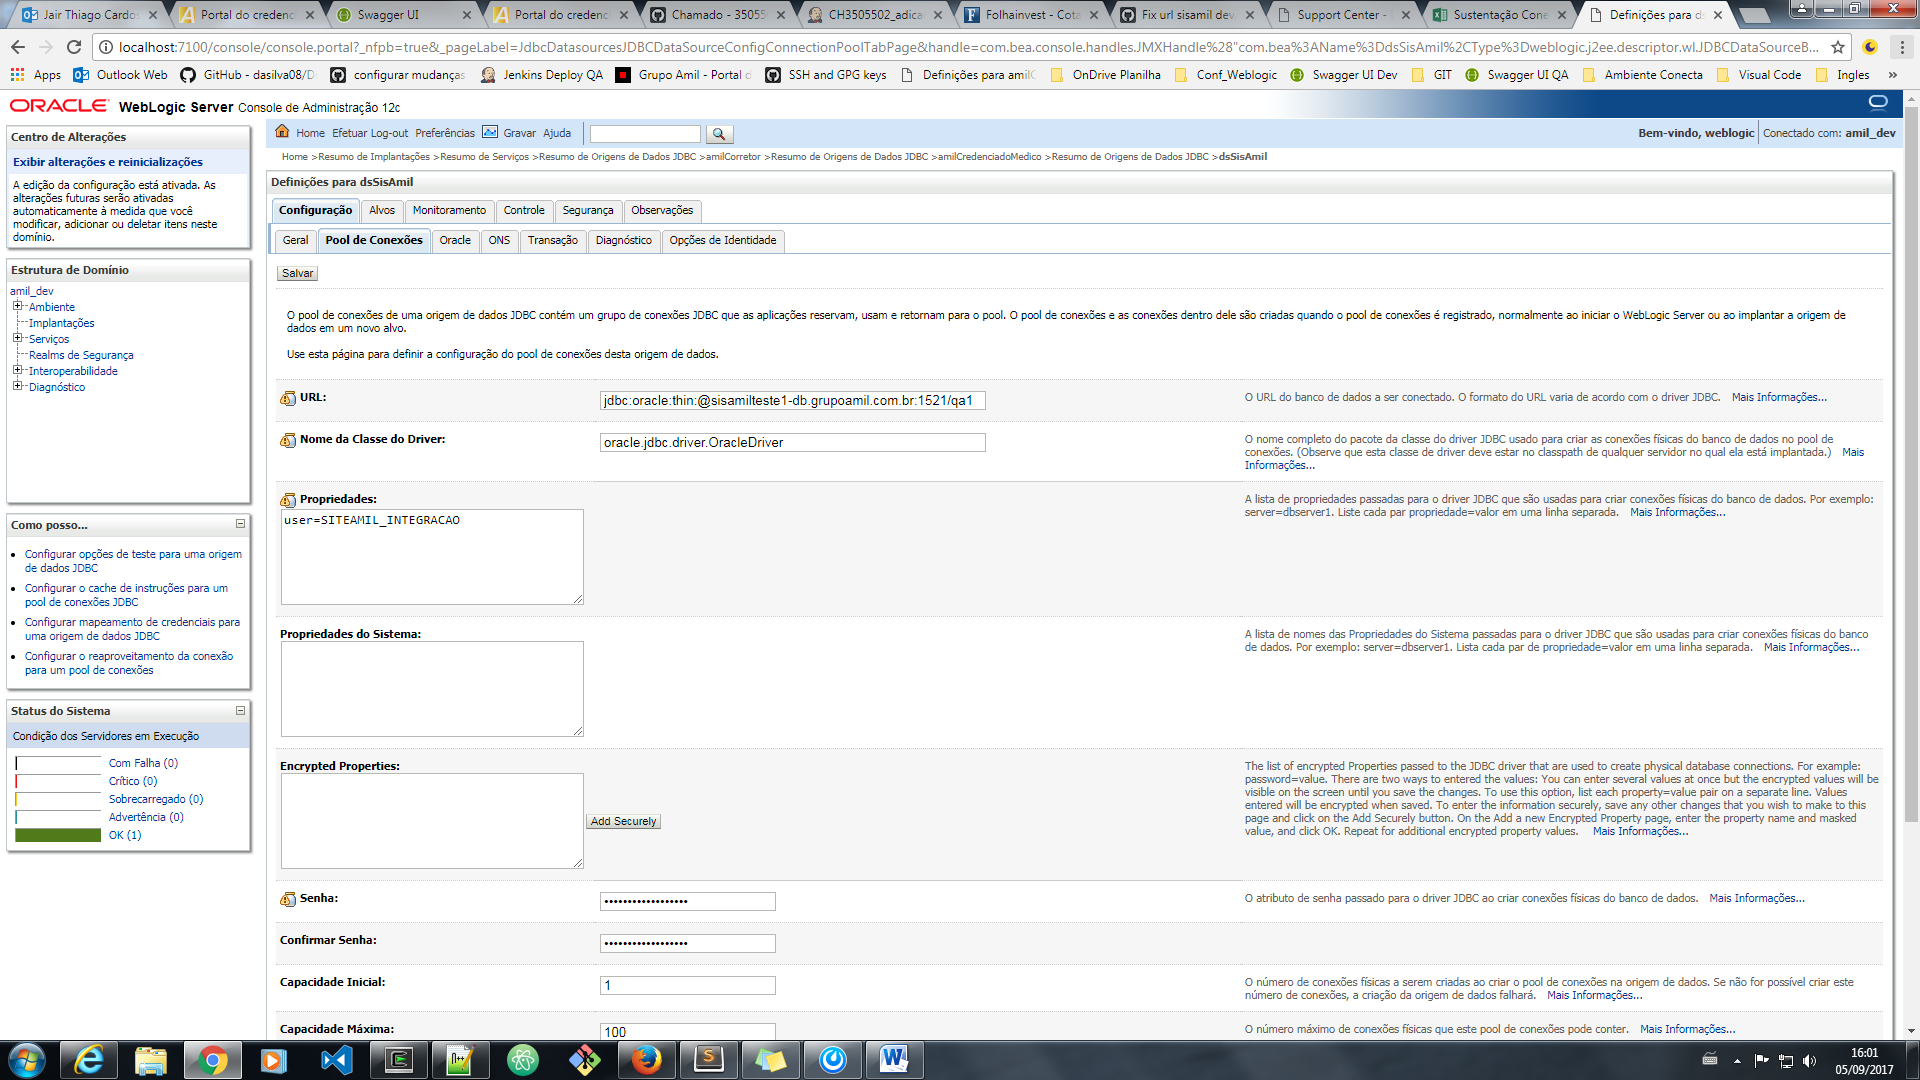 Jair Thiago Cardos
Portal do credenc
Swagger UI
Portal do credenc
Chamado - 35055
CH3505502_adica
Folhainvest - Cota
Fix url sisamil dev
Support Center -
Sustentação Cone
Definições para ds
localhost:7100/console/console.portal?_nfpb=true&_pageLabel=JdbcDatasourcesJDBCDataSourceConfigConnectionPoolTabPage&handle=com.bea.console.handles.JMXHandle%28"com.bea%3AName%3DdsSisAmil%2CType%3Dweblogic.j2ee.descriptor.wl.JDBCDataSourceB...
Apps
Outlook Web
GitHub - dasilva08/D
configurar mudanças
Jenkins Deploy QA
Grupo Amil - Portal d
SSH and GPG keys
Definições para amilC
OnDrive Planilha
Conf_Weblogic
Swagger UI Dev
GIT
Swagger UI QA
Ambiente Conecta
Visual Code
Ingles
»
ORACLE WebLogic Server Console de Administração 12c
Centro de Alterações
Exibir alterações e reinicializações
A edição da configuração está ativada. As
alterações futuras serão ativadas
automaticamente à medida que você
modificar, adicionar ou deletar itens neste
domínio.
Estrutura de Domínio
amil_dev
Ambiente
Implantações
Serviços
Realms de Segurança
Interoperabilidade
Diagnóstico
Como posso...
Configurar opções de teste para uma origem
de dados JDBC
Configurar o cache de instruções para um
pool de conexões JDBC
Configurar mapeamento de credenciais para
uma origem de dados JDBC
Configurar o reaproveitamento da conexão
para um pool de conexões
Status do Sistema
Condição dos Servidores em Execução
Com Falha (0)
Crítico (0)
Sobrecarregado (0)
Advertência (0)
OK (1)
Home Efetuar Log-out Preferências Gravar Ajuda
Bem-vindo, weblogic Conectado com: amil_dev
Home >Resumo de Implantações >Resumo de Serviços >Resumo de Origens de Dados JDBC >amilCorretor >Resumo de Origens de Dados JDBC >amilCredenciadoMedico >Resumo de Origens de Dados JDBC >dsSisAmil
Definições para dsSisAmil
Configuração Alvos Monitoramento Controle Segurança Observações
Geral Pool de Conexões Oracle ONS Transação Diagnóstico Opções de Identidade
Salvar
O pool de conexões de uma origem de dados JDBC contém um grupo de conexões JDBC que as aplicações reservam, usam e retornam para o pool. O pool de conexões e as conexões dentro dele são criadas quando o pool de conexões é registrado, normalmente ao iniciar o WebLogic Server ou ao implantar a origem de
dados em um novo alvo.
Use esta página para definir a configuração do pool de conexões desta origem de dados.
URL:
jdbc:oracle:thin:@sisamilteste1-db.grupoamil.com.br:1521/qa1
O URL do banco de dados a ser conectado. O formato do URL varia de acordo com o driver JDBC. Mais Informações...
Nome da Classe do Driver:
oracle.jdbc.driver.OracleDriver
O nome completo do pacote da classe do driver JDBC usado para criar as conexões físicas do banco de dados no pool de
conexões. (Observe que esta classe de driver deve estar no classpath de qualquer servidor no qual ela está implantada.) Mais
Informações...
Propriedades:
user=SITEAMIL_INTEGRACAO
A lista de propriedades passadas para o driver JDBC que são usadas para criar conexões físicas do banco de dados. Por exemplo:
server=dbserver1. Liste cada par propriedade=valor em uma linha separada. Mais Informações...
Propriedades do Sistema:
A lista de nomes das Propriedades do Sistema passadas para o driver JDBC que são usadas para criar conexões físicas do banco
de dados. Por exemplo: server=dbserver1. Lista cada par de propriedade=valor em uma linha separada. Mais Informações...
Encrypted Properties:
Add Securely
The list of encrypted Properties passed to the JDBC driver that are used to create physical database connections. For example:
password=value. There are two ways to entered the values: You can enter several values at once but the encrypted values will be
visible on the screen until you save the changes. To use this option, list each property=value pair on a separate line. Values
entered will be encrypted when saved. To enter the information securely, save any other changes that you wish to make to this
page and click on the Add Securely button. On the Add a new Encrypted Property page, enter the property name and masked
value, and click OK. Repeat for additional encrypted property values. Mais Informações...
Senha:
••••••••••••••••••
O atributo de senha passado para o driver JDBC ao criar conexões físicas do banco de dados. Mais Informações...
Confirmar Senha:
••••••••••••••••••
Capacidade Inicial:
1
O número de conexões físicas a serem criadas ao criar o pool de conexões na origem de dados. Se não for possível criar este
número de conexões, a criação da origem de dados falhará. Mais Informações...
Capacidade Máxima:
100
O número máximo de conexões físicas que este pool de conexões pode conter. Mais Informações...
16:01
05/09/2017